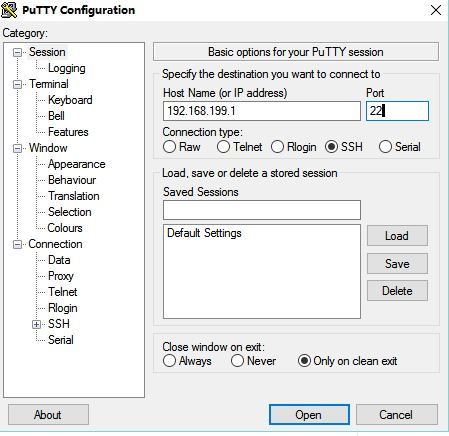 PuTTY Configuration
Category:
Session
Logging
Terminal
Keyboard
Bell
Features
Window
Appearance
Behaviour
Translation
Selection
Colours
Connection
Data
Proxy
Telnet
Rlogin
SSH
Serial
Basic options for your PuTTY session
Specify the destination you want to connect to
Host Name (or IP address) Port
192.168.199.1 22
Connection type:
Raw Telnet Rlogin SSH Serial
Load, save or delete a stored session
Saved Sessions
Default Settings
Load
Save
Delete
Close window on exit:
Always Never Only on clean exit
About Open Cancel